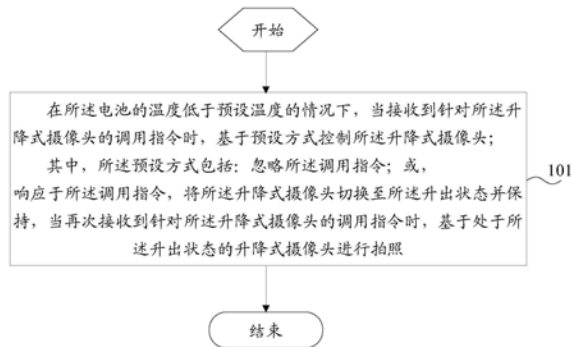 开始
在所述电池的温度低于预设温度的情况下，当接收到针对所述升
降式摄像头的调用指令时，基于预设方式控制所述升降式摄像头；
其中，所述预设方式包括：忽略所述调用指令；或，
响应于所述调用指令，将所述升降式摄像头切换至所述升出状态并保
持，当再次接收到针对所述升降式摄像头的调用指令时，基于处于所
述升出状态的升降式摄像头进行拍照
101
结束